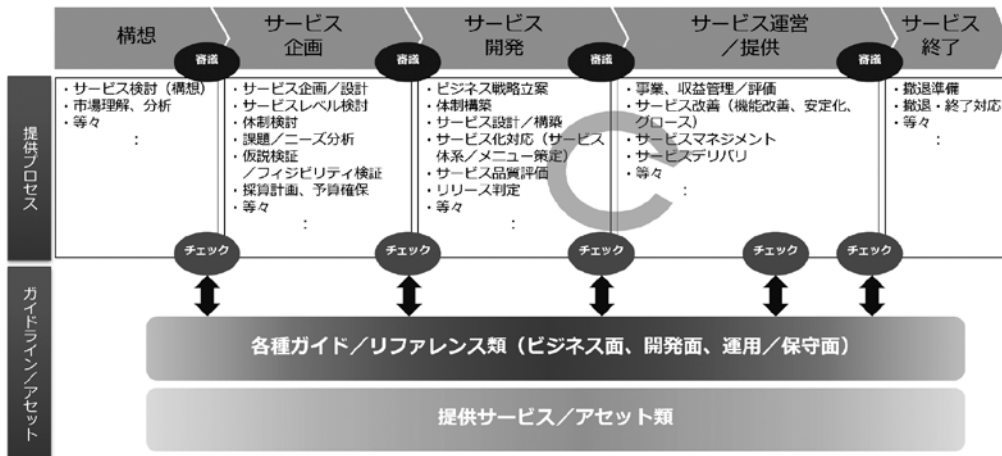 構想
サービス
企画
サービス
開発
サービス運営
／提供
サービス
終了
審議
審議
審議
審議
提供プロセス
・サービス検討（構想）
・市場理解、分析
・等々
：
・サービス企画／設計
・サービスレベル検討
・体制検討
・課題／ニーズ分析
・仮説検証
／フィジビリティ検証
・採算計画、予算確保
・等々
：
・ビジネス戦略立案
・体制構築
・サービス設計／構築
・サービス化対応（サービス
体系／メニュー策定）
・サービス品質評価
・リリース判定
・等々
：
・事業、収益管理／評価
・サービス改善（機能改善、安定化、
グロース）
・サービスマネジメント
・サービスデリバリ
・等々
：
・撤退準備
・撤退・終了対応
・等々
：
チェック
チェック
チェック
チェック
チェック
ガイドライン／アセット
各種ガイド／リファレンス類（ビジネス面、開発面、運用／保守面）
提供サービス／アセット類